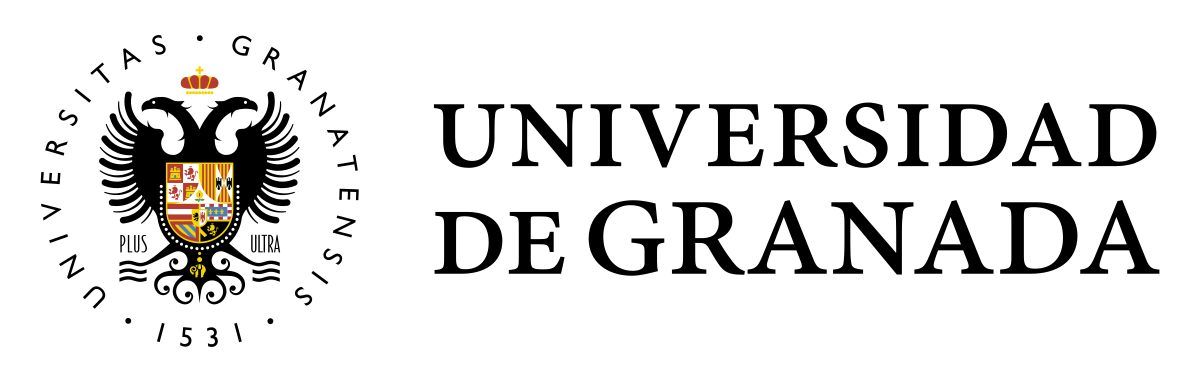 UNIVERSITAS · GRANATENSIS
· 1531 ·
PLUS ULTRA
UNIVERSIDAD
DE GRANADA